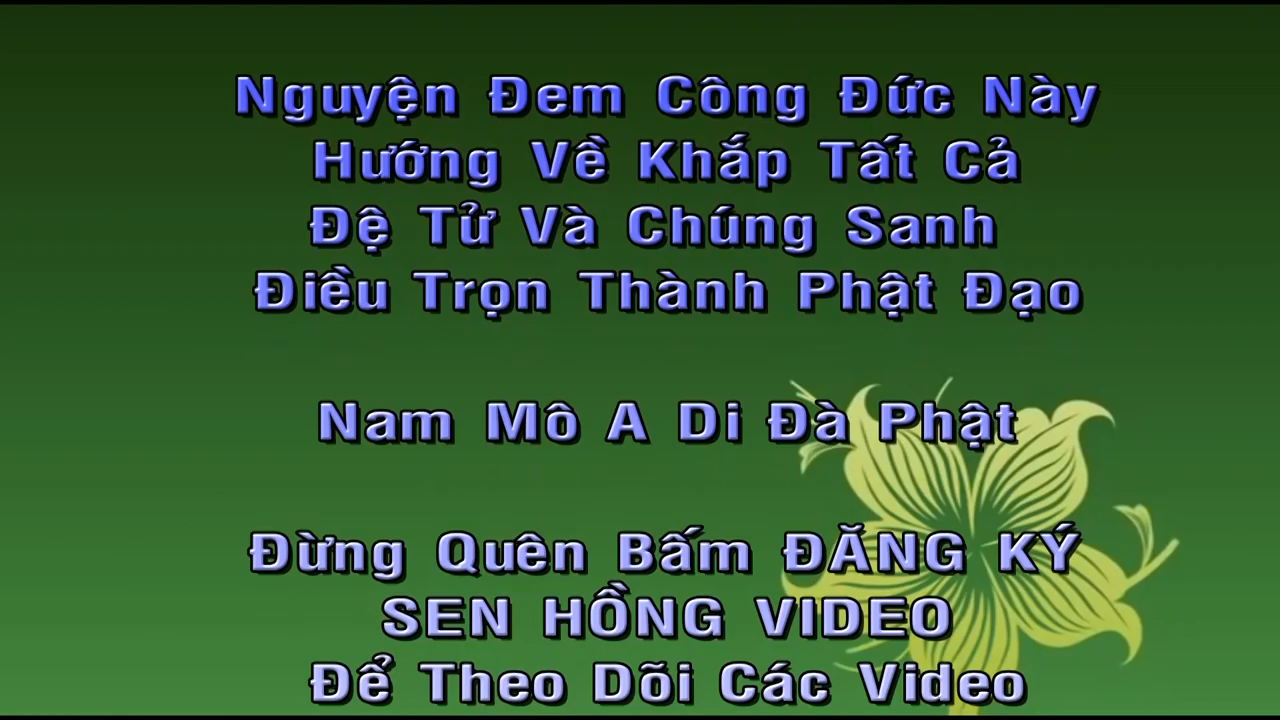 Nguyện Đem Công Đức Này
Hướng Về Khắp Tất Cả
Đệ Tử Và Chúng Sanh
Điều Trọn Thành Phật Đạo
Nam Mô A Di Đà Phật
Đừng Quên Bấm ĐĂNG KÝ
SEN HỒNG VIDEO
Để Theo Dõi Các Video